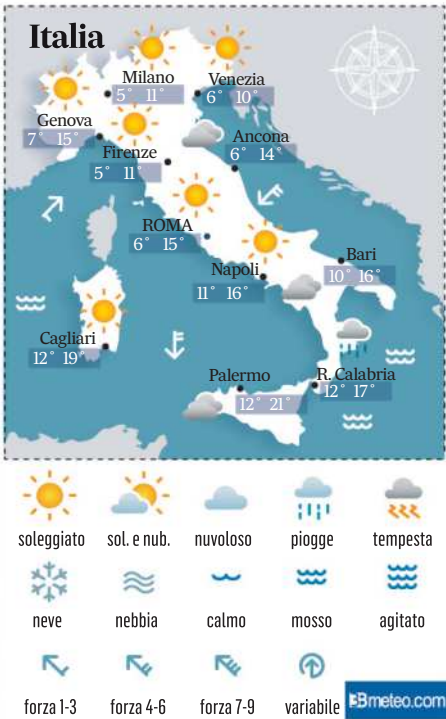 Italia
Milano
5° 11°
Venezia
6° 10°
Genova
7° 15°
Firenze
5° 11°
Ancona
6° 14°
ROMA
6° 15°
Napoli
11° 16°
Bari
10° 16°
Cagliari
12° 19°
Palermo
12° 21°
R. Calabria
12° 17°
soleggiato sol. e nub. nuvoloso piogge tempesta
neve nebbia calmo mosso agitato
forza 1-3 forza 4-6 forza 7-9 variabile
3Bmeteo.com